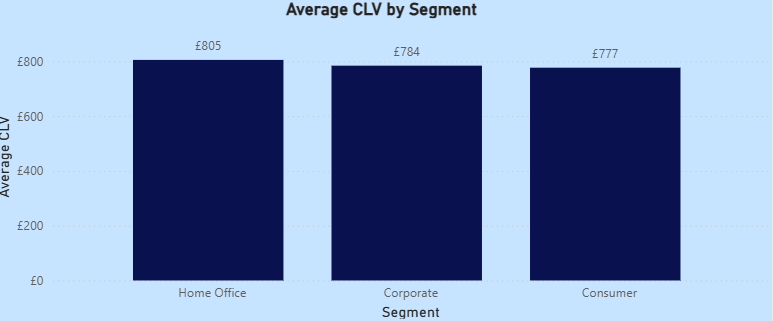 Average CLV by Segment
£805
£784
£777
£800
£600
£400
£200
£0
Average CLV
Home Office
Corporate
Consumer
Segment